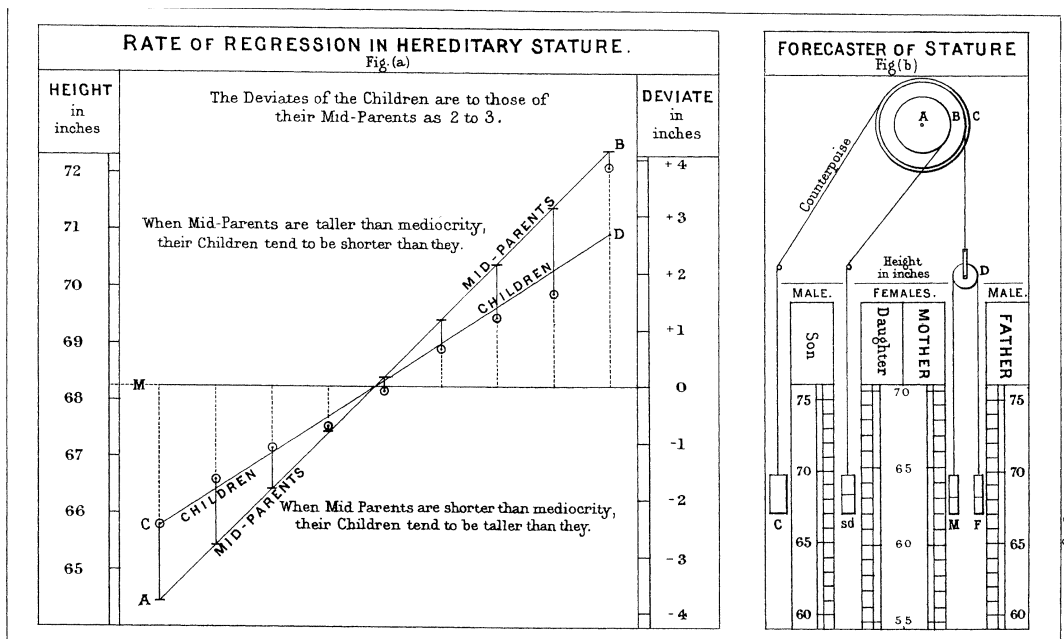 RATE OF REGRESSION IN HEREDITARY STATURE.
Fig. (a)
HEIGHT
in
inches
The Deviates of the Children are to those of
their Mid-Parents as 2 to 3.
DEVIATE
in
inches
B
72
+4
When Mid-Parents are taller than mediocrity,
their Children tend to be shorter than they.
MID-PARENTS
+3
71
D
70
+2
CHILDREN
69
+1
M
0
68
67
-1
CHILDREN
MID-PARENTS
When Mid Parents are shorter than mediocrity,
their Children tend to be taller than they.
66
-2
C
65
-3
A
-4
FORECASTER OF STATURE
Fig (b)
A B C
Counterpoise
Height
in inches
D
MALE.
FEMALES.
MALE.
Son
Daughter
MOTHER
FATHER
75
70
75
70
65
70
C
sd
M
F
65
60
65
60
55
60